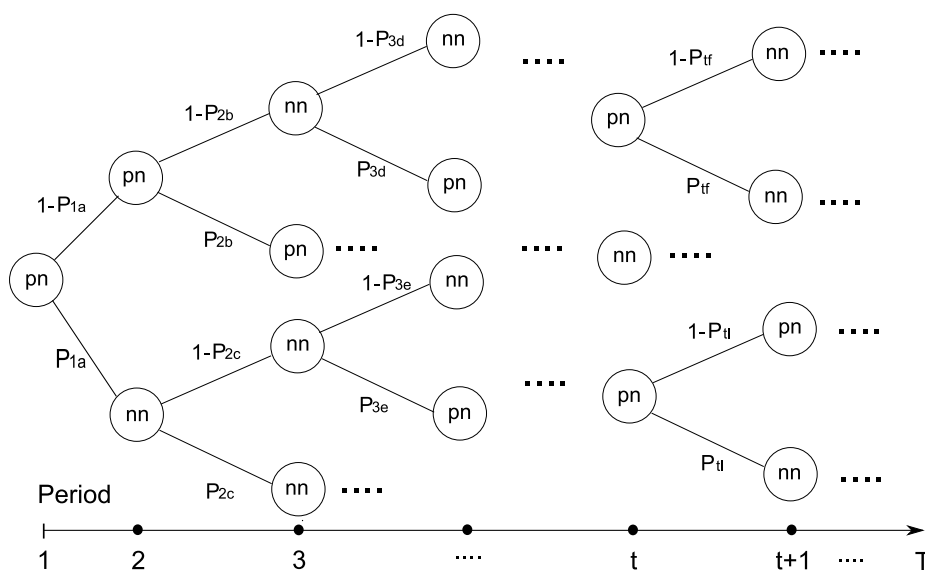 1-P3d nn .... 1-Ptf nn ....
1-P2b nn pn
pn P3d pn Ptf nn ....
1-P1a P2b pn .... .... nn ....
pn 1-P3e nn
P1a 1-P2c nn 1-Ptl pn ....
nn P3e pn .... pn
P2c nn .... Ptl nn ....
Period
1 2 3 .... t t+1 .... T